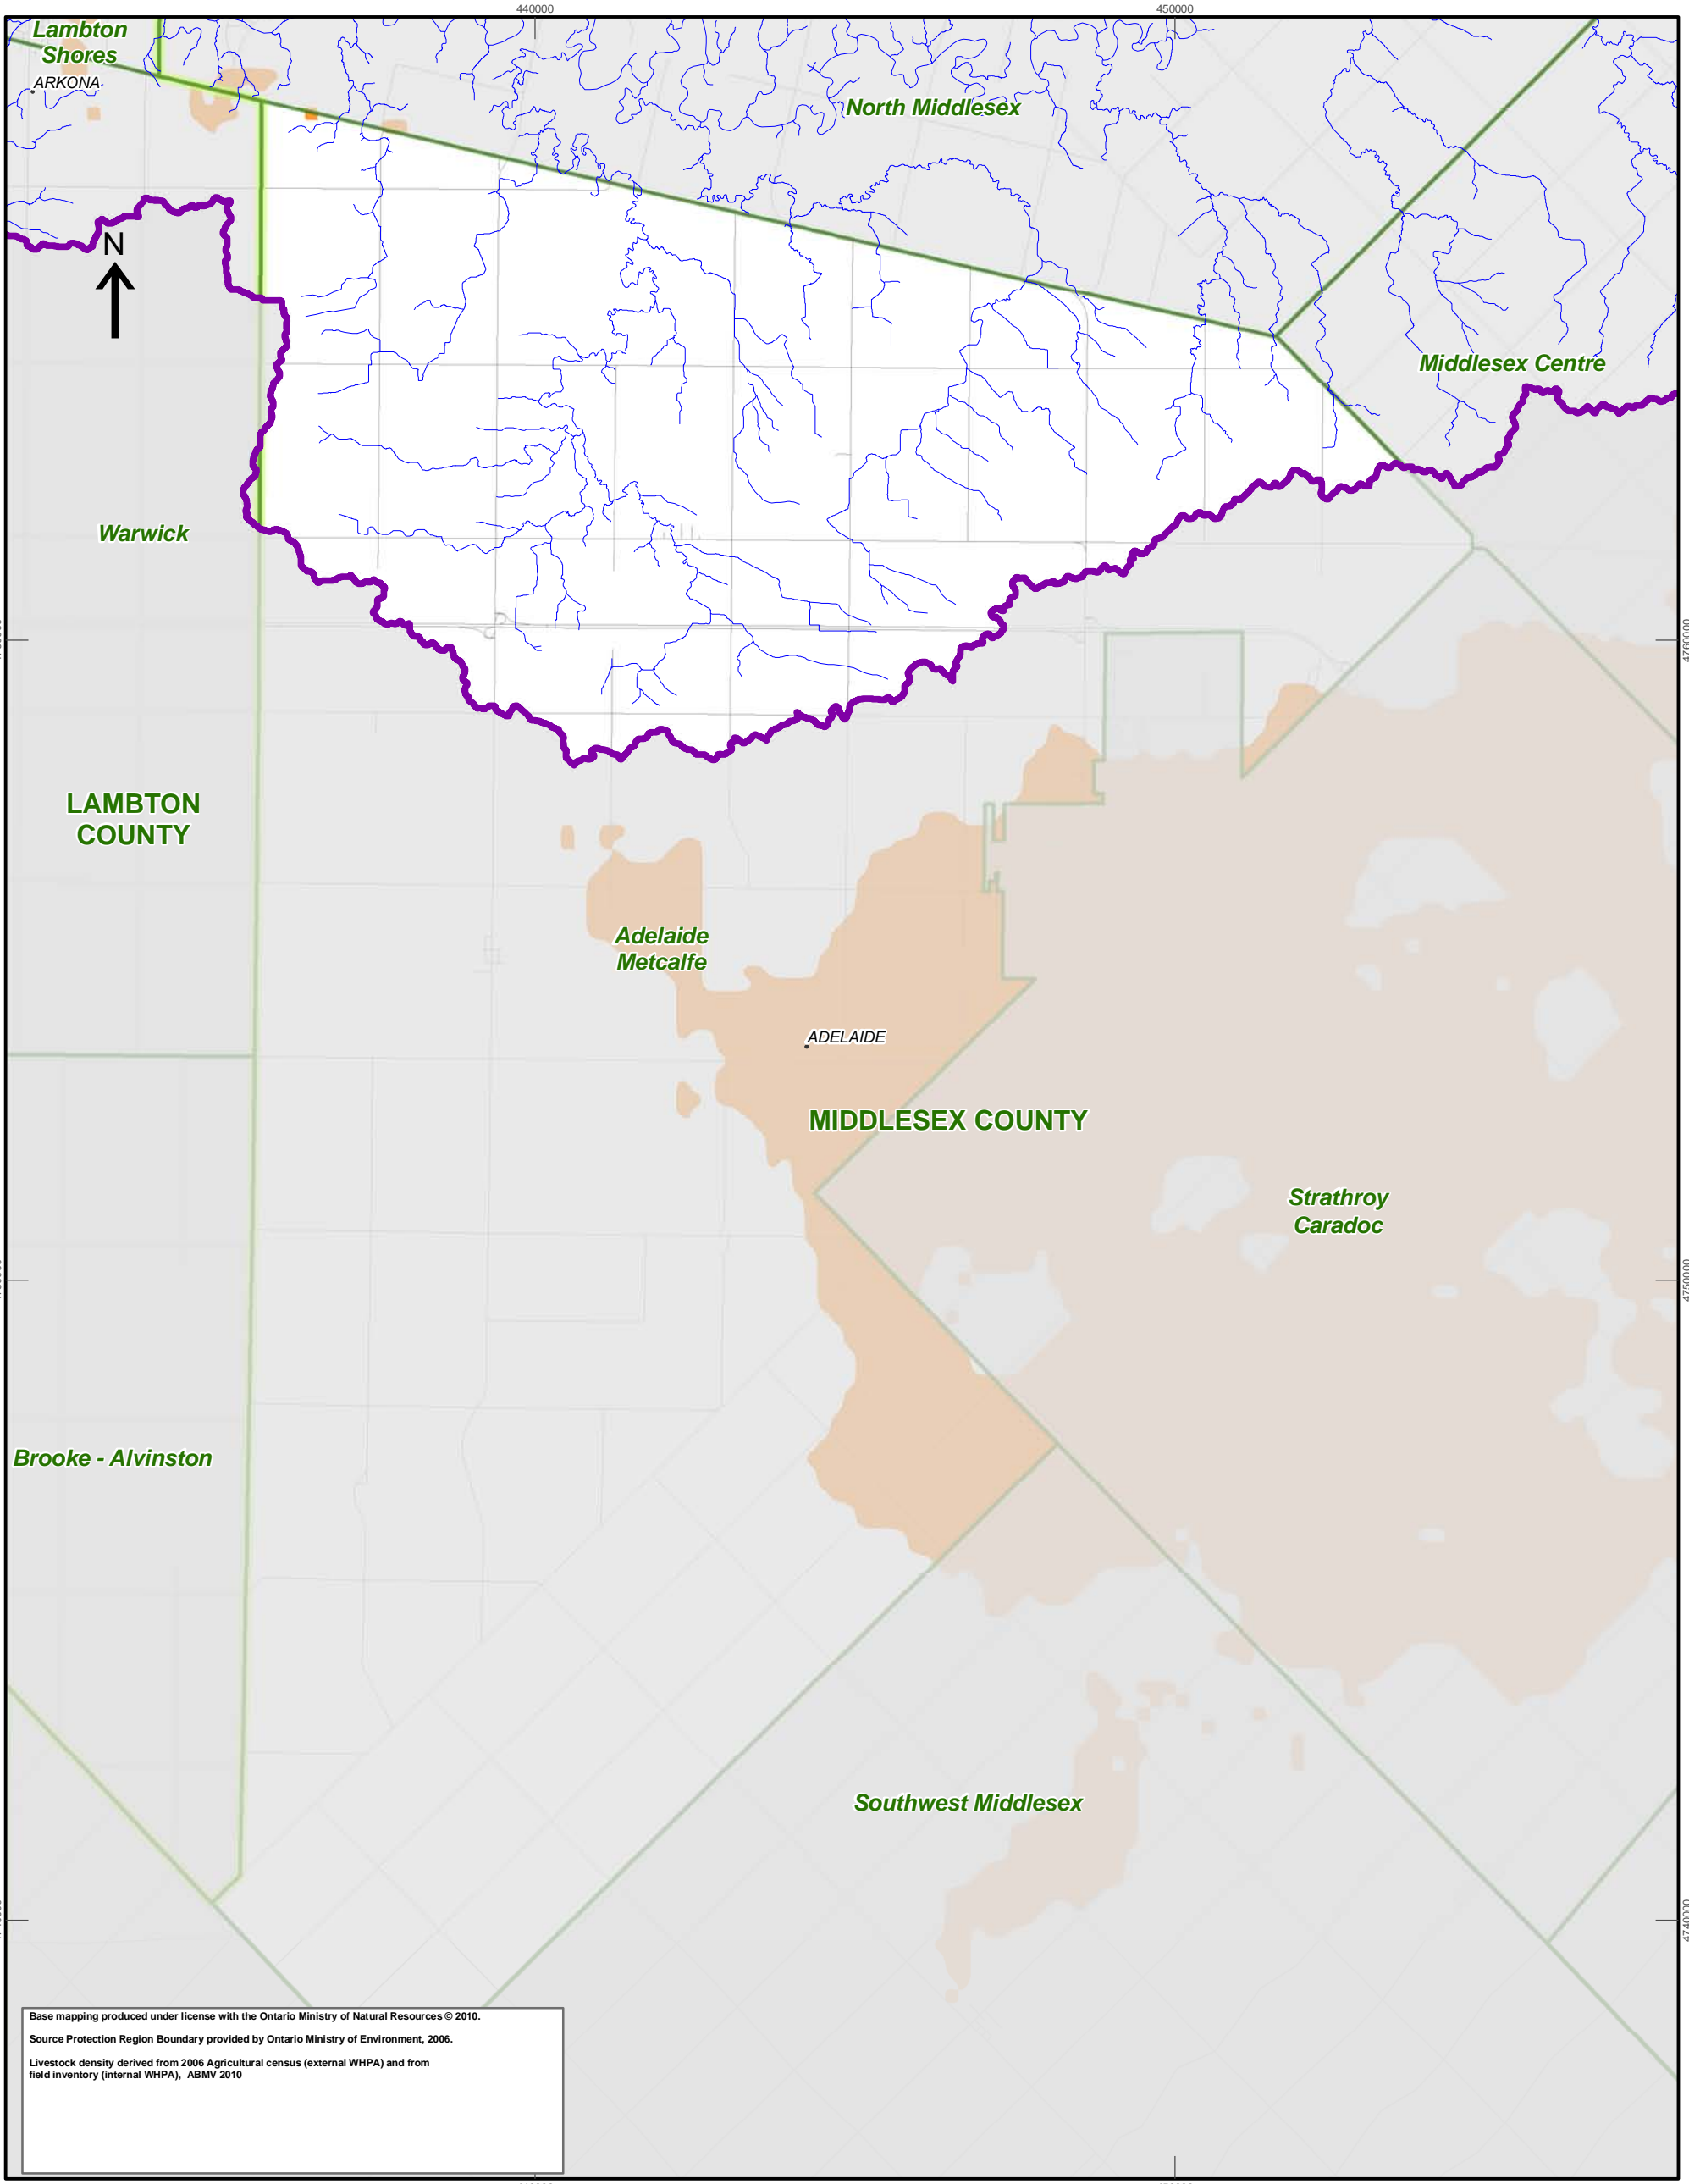 440000
450000
Lambton
Shores
ARKONA
North Middlesex
N
Middlesex Centre
Warwick
4760000
LAMBTON
COUNTY
Adelaide
Metcalfe
ADELAIDE
MIDDLESEX COUNTY
Strathroy
Caradoc
4750000
Brooke - Alvinston
Southwest Middlesex
4740000
Base mapping produced under license with the Ontario Ministry of Natural Resources © 2010.
Source Protection Region Boundary provided by Ontario Ministry of Environment, 2006.
Livestock density derived from 2006 Agricultural census (external WHPA) and from
field inventory (internal WHPA), ABMV 2010